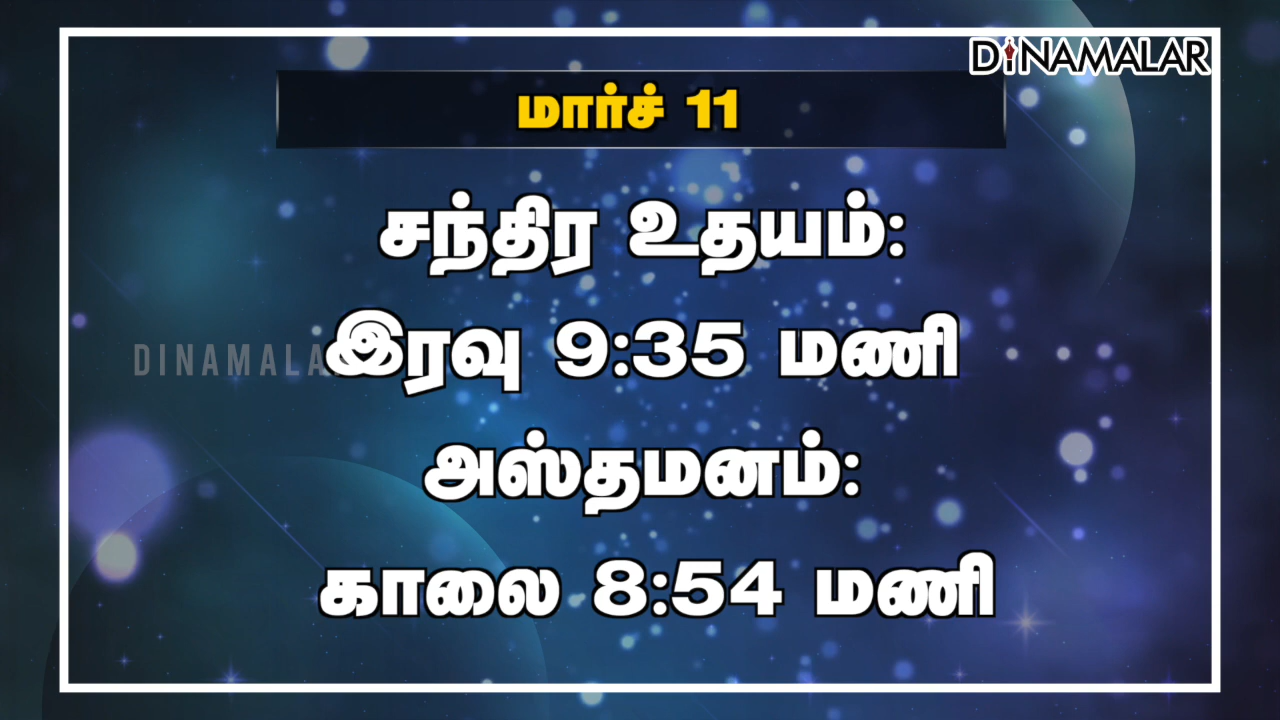 DINAMALAR
மார்ச் 11
சந்திர உதயம்:
இரவு 9:35 மணி
DINAMALA
அஸ்தமனம்:
காலை 8:54 மணி